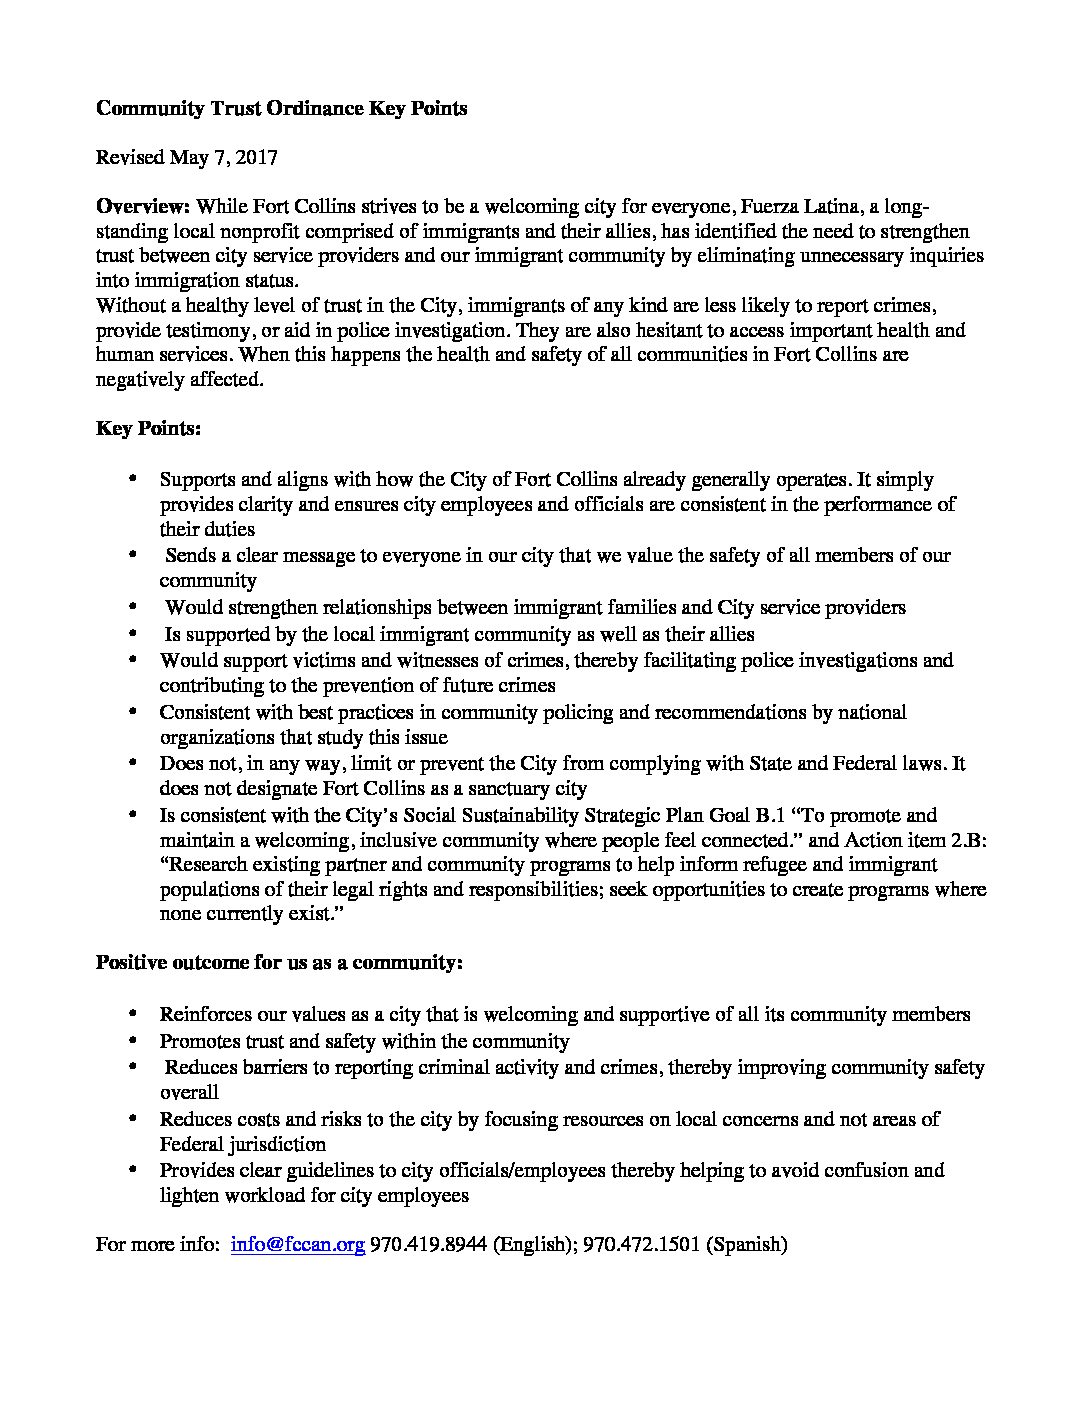 Community Trust Ordinance Key Points
Revised May 7, 2017
Overview: While Fort Collins strives to be a welcoming city for everyone, Fuerza Latina, a long-
standing local nonprofit comprised of immigrants and their allies, has identified the need to strengthen
trust between city service providers and our immigrant community by eliminating unnecessary inquiries
into immigration status.
Without a healthy level of trust in the City, immigrants of any kind are less likely to report crimes,
provide testimony, or aid in police investigation. They are also hesitant to access important health and
human services. When this happens the health and safety of all communities in Fort Collins are
negatively affected.
Key Points:
• Supports and aligns with how the City of Fort Collins already generally operates. It simply
provides clarity and ensures city employees and officials are consistent in the performance of
their duties
• Sends a clear message to everyone in our city that we value the safety of all members of our
community
• Would strengthen relationships between immigrant families and City service providers
• Is supported by the local immigrant community as well as their allies
• Would support victims and witnesses of crimes, thereby facilitating police investigations and
contributing to the prevention of future crimes
• Consistent with best practices in community policing and recommendations by national
organizations that study this issue
• Does not, in any way, limit or prevent the City from complying with State and Federal laws. It
does not designate Fort Collins as a sanctuary city
• Is consistent with the City’s Social Sustainability Strategic Plan Goal B.1 “To promote and
maintain a welcoming, inclusive community where people feel connected.” and Action item 2.B:
“Research existing partner and community programs to help inform refugee and immigrant
populations of their legal rights and responsibilities; seek opportunities to create programs where
none currently exist.”
Positive outcome for us as a community:
• Reinforces our values as a city that is welcoming and supportive of all its community members
• Promotes trust and safety within the community
• Reduces barriers to reporting criminal activity and crimes, thereby improving community safety
overall
• Reduces costs and risks to the city by focusing resources on local concerns and not areas of
Federal jurisdiction
• Provides clear guidelines to city officials/employees thereby helping to avoid confusion and
lighten workload for city employees
For more info: info@fccan.org 970.419.8944 (English); 970.472.1501 (Spanish)